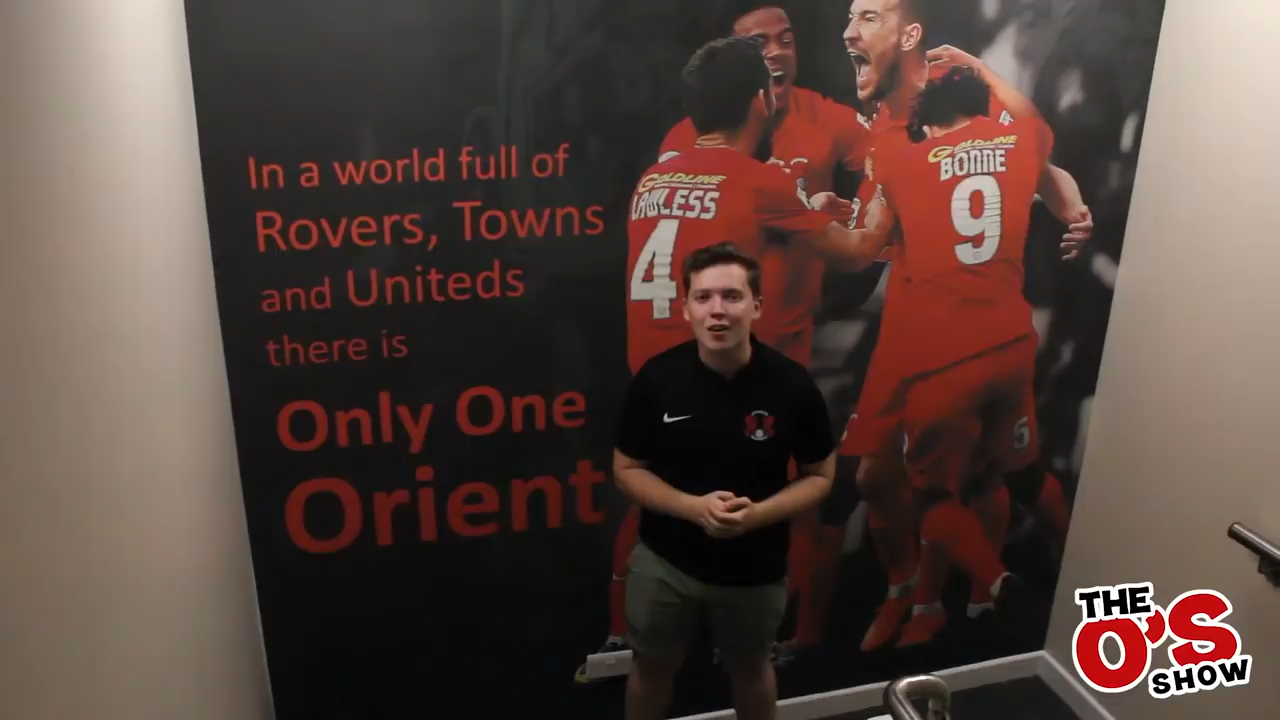 In a world full of
Rovers, Towns
and Uniteds
there is
Only One
Orient
GOLDLINE
LAWLESS
4
GOLDLINE
BONNE
9
5
THE
O's
SHOW